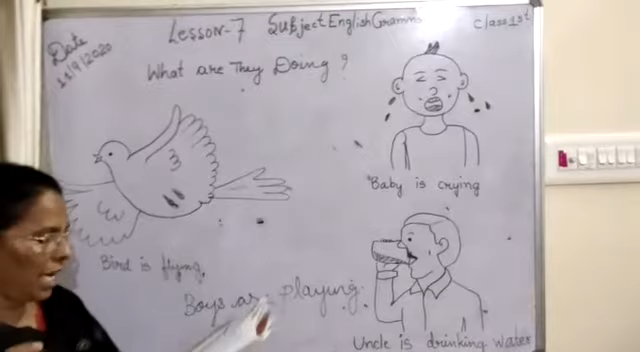 Lesson-7 Subject English Gramm
Class 1st
Date
11/9/2020
What are They Doing ?
Baby is crying
Bird is flying.
Boys are playing.
Uncle is drinking water